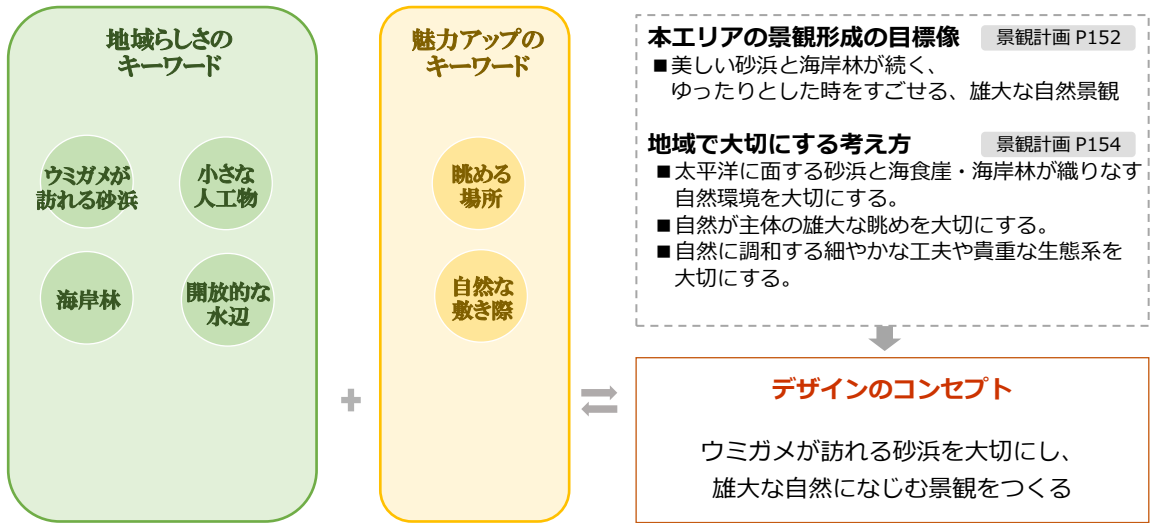 地域らしさの
キーワード
ウミガメが
訪れる砂浜
小さな
人工物
海岸林
開放的な
水辺
+
魅力アップの
キーワード
眺める
場所
自然な
敷き際
本エリアの景観形成の目標像 景観計画 P152
■美しい砂浜と海岸林が続く、
ゆったりとした時をすごせる、雄大な自然景観
地域で大切にする考え方 景観計画 P154
■太平洋に面する砂浜と海食崖・海岸林が織りなす
自然環境を大切にする。
■自然が主体の雄大な眺めを大切にする。
■自然に調和する細やかな工夫や貴重な生態系を
大切にする。
デザインのコンセプト
ウミガメが訪れる砂浜を大切にし、
雄大な自然になじむ景観をつくる